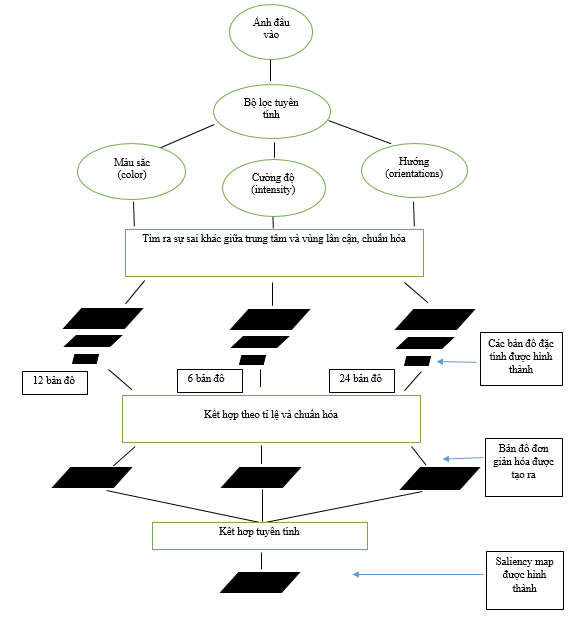 Ảnh đầu
vào
Bộ lọc tuyến
tính
Màu sắc
(color)
Cường độ
(intensity)
Hướng
(orientations)
Tìm ra sự sai khác giữa trung tâm và vùng lân cận, chuẩn hóa
Các bản đồ đặc
tính được hình
thành
12 bản đồ
6 bản đồ
24 bản đồ
Kết hợp theo tỉ lệ và chuẩn hóa
Bản đồ đơn
giản hóa được
tạo ra
Kết hợp tuyến tính
Saliency map
được hình
thành